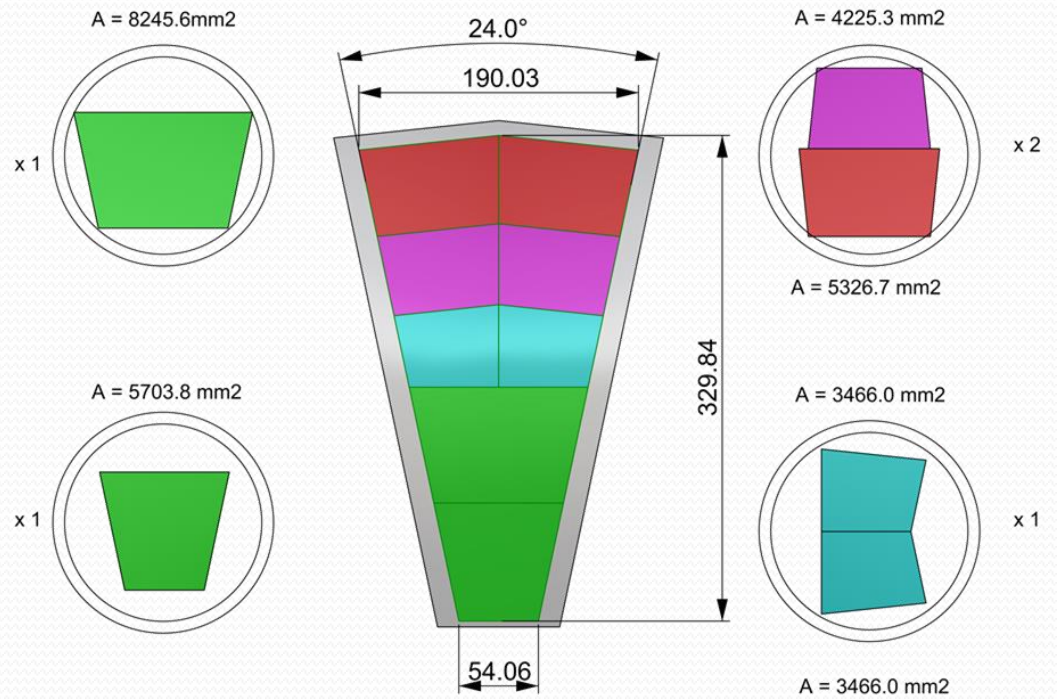 A = 8245.6mm2
x 1
A = 5703.8 mm2
x 1
24.0°
190.03
329.84
54.06
A = 4225.3 mm2
x 2
A = 5326.7 mm2
A = 3466.0 mm2
x 1
A = 3466.0 mm2